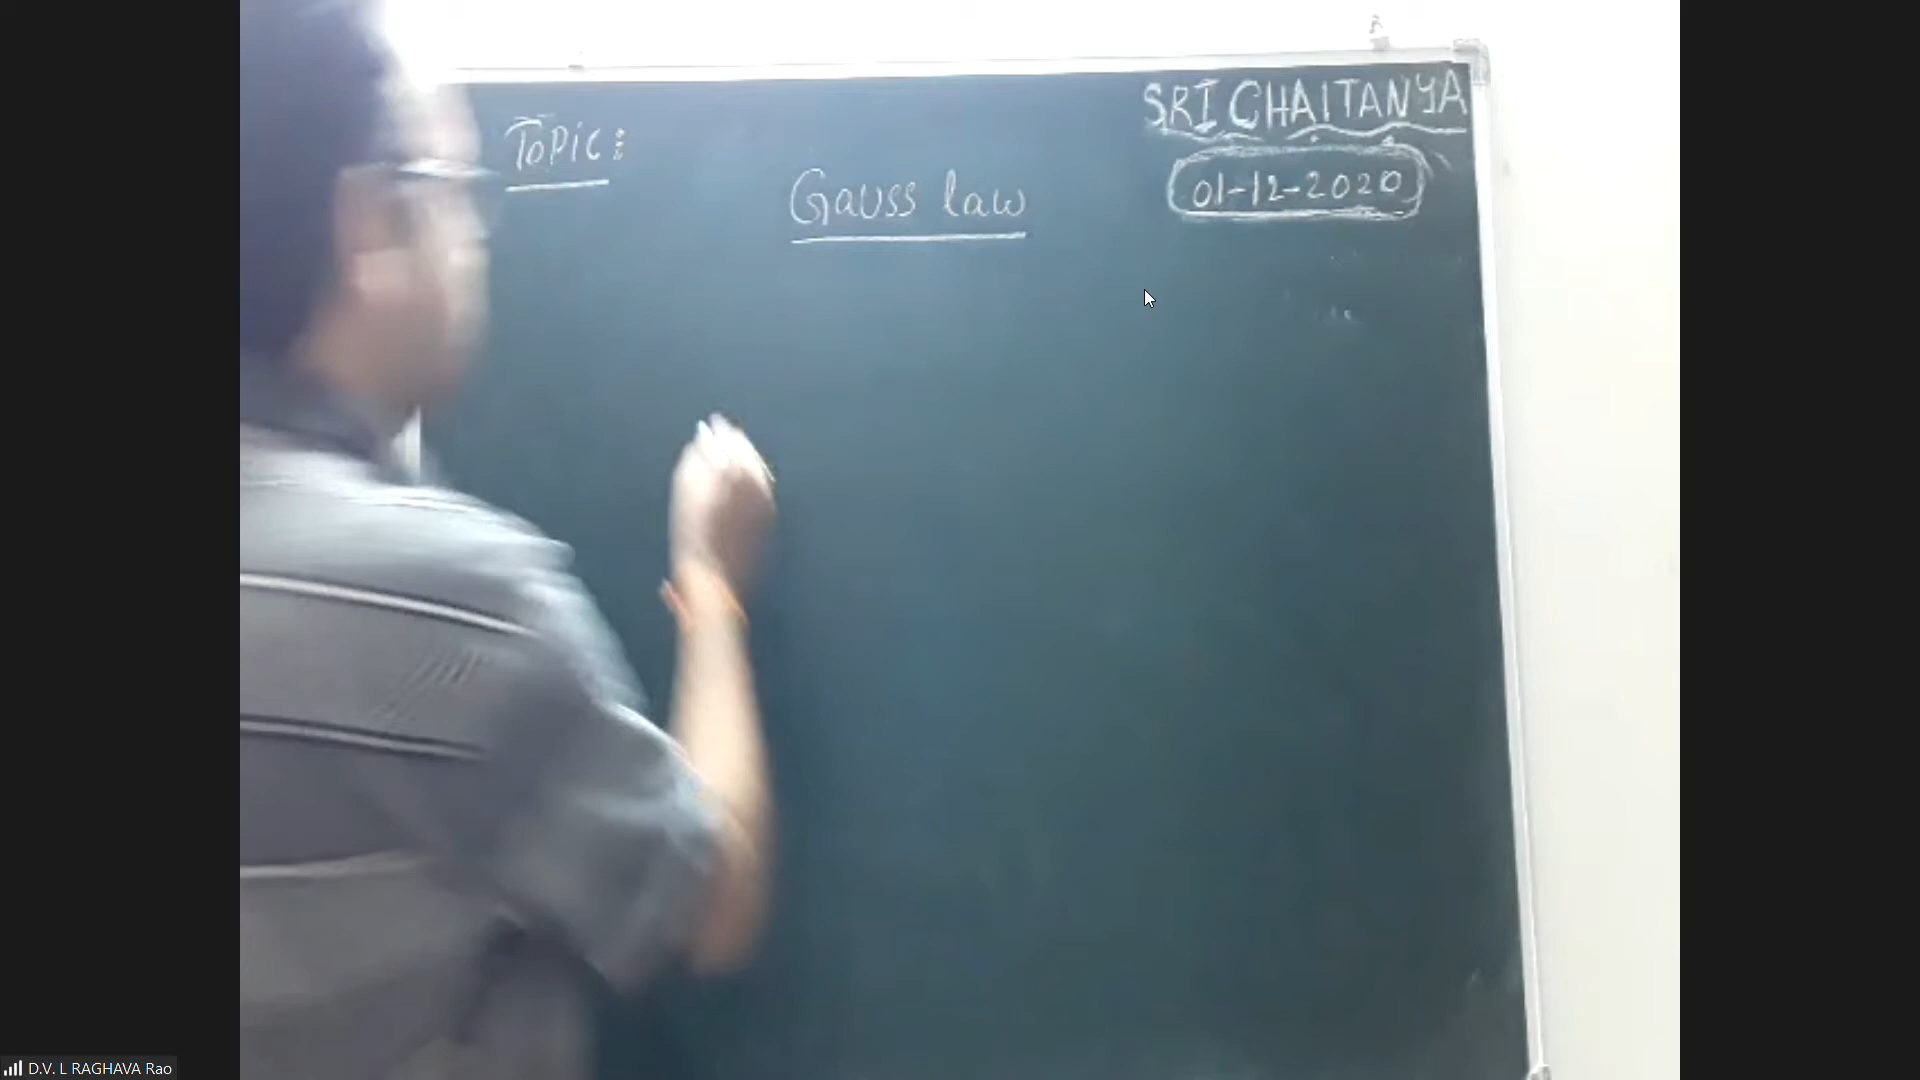 SRI CHAITANYA
Topic:
01-12-2020
Gauss law
D.V. L RAGHAVA Rao